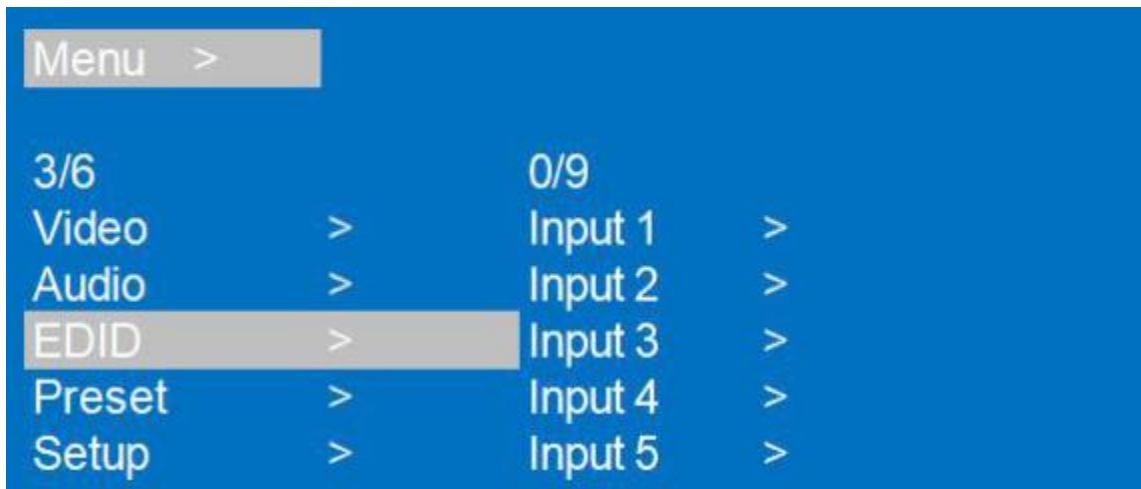 Menu >
3/6 0/9
Video > Input 1 >
Audio > Input 2 >
EDID > Input 3 >
Preset > Input 4 >
Setup > Input 5 >